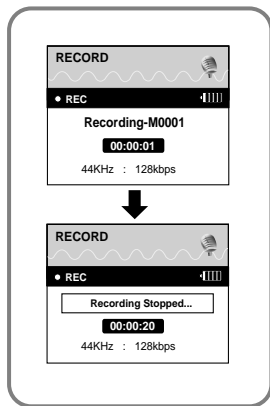 RECORD
● REC
Recording-M0001
00:00:01
44KHz : 128kbps
RECORD
● REC
Recording Stopped...
00:00:20
44KHz : 128kbps